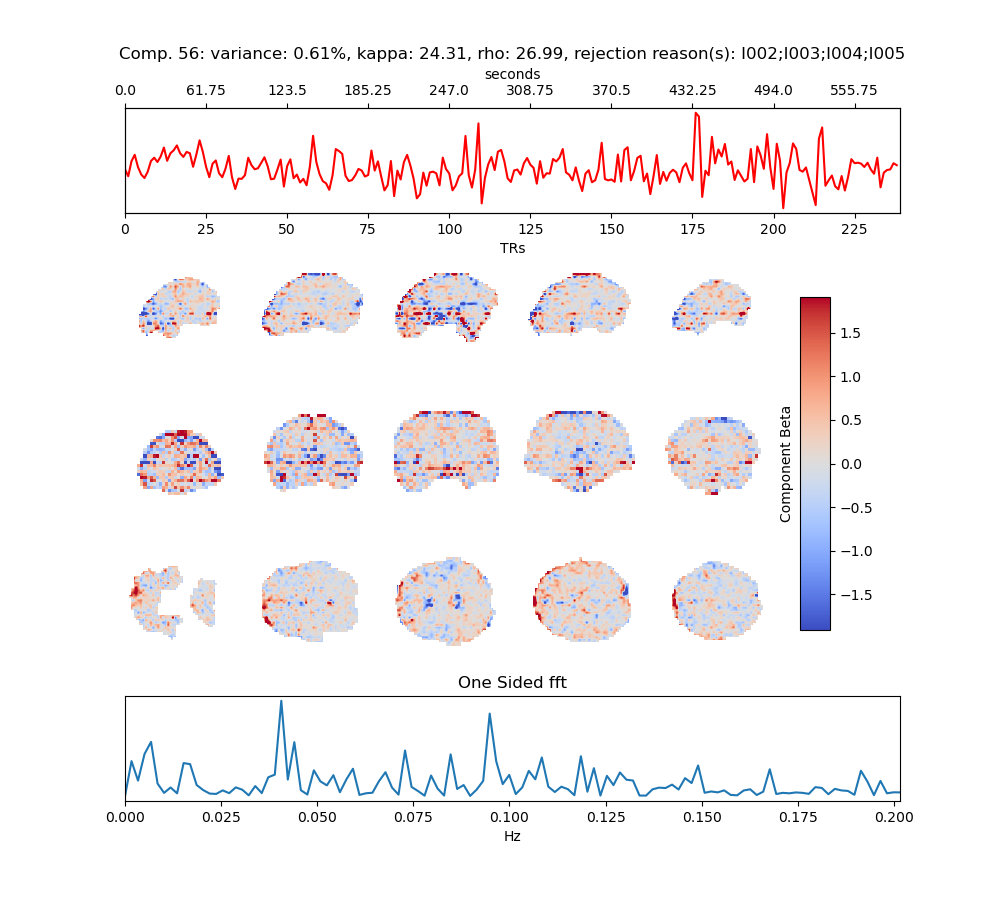 Comp. 56: variance: 0.61%, kappa: 24.31, rho: 26.99, rejection reason(s): I002;I003;I004;I005
seconds
0.0 61.75 123.5 185.25 247.0 308.75 370.5 432.25 494.0 555.75
0 25 50 75 100 125 150 175 200 225
TRs
Component Beta
1.5
1.0
0.5
0.0
−0.5
−1.0
−1.5
One Sided fft
0.000 0.025 0.050 0.075 0.100 0.125 0.150 0.175 0.200
Hz